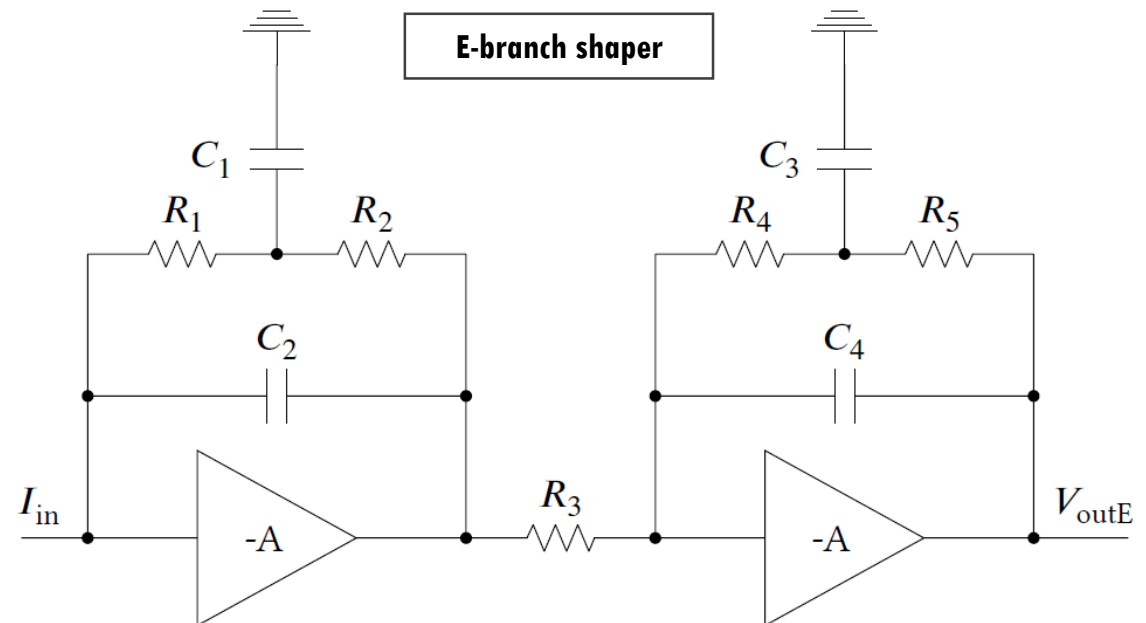 E-branch shaper
C1
C3
R1
R2
R4
R5
C2
C4
Iin
-A
R3
-A
VoutE